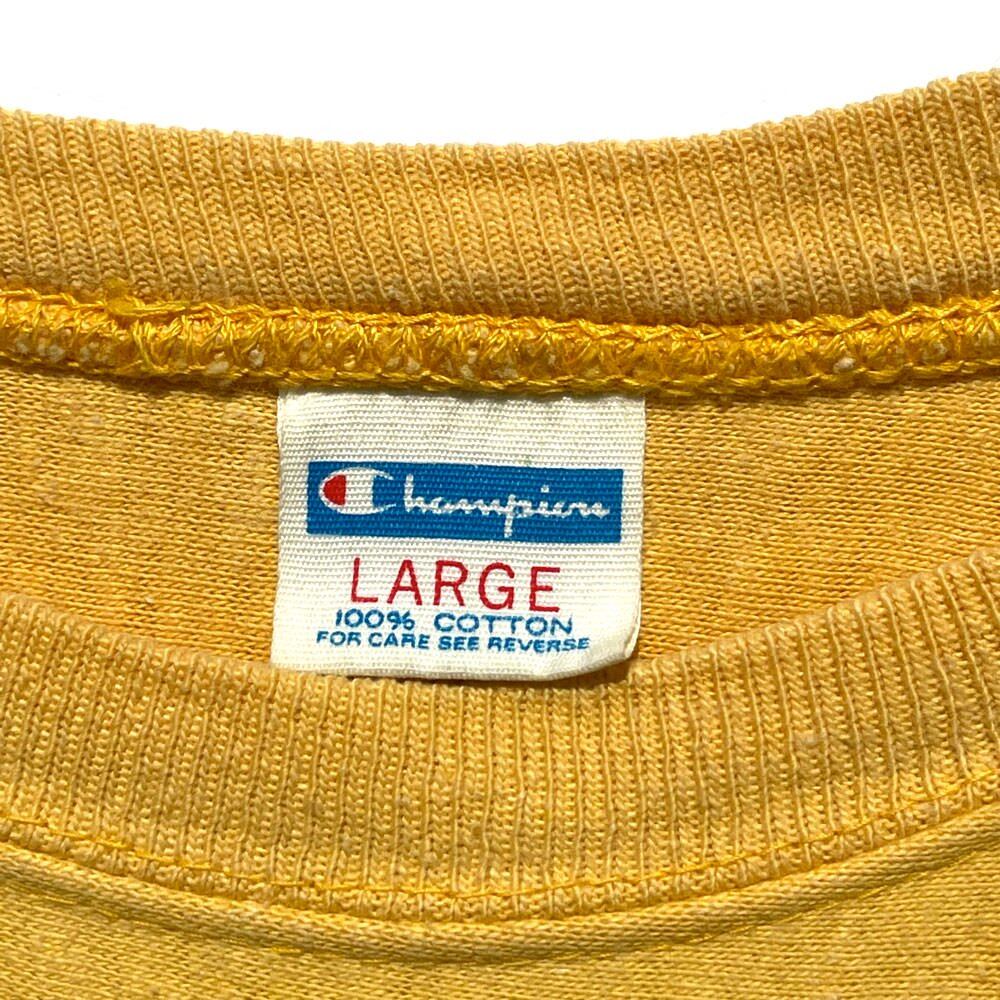 Champion
LARGE
100% COTTON
FOR CARE SEE REVERSE